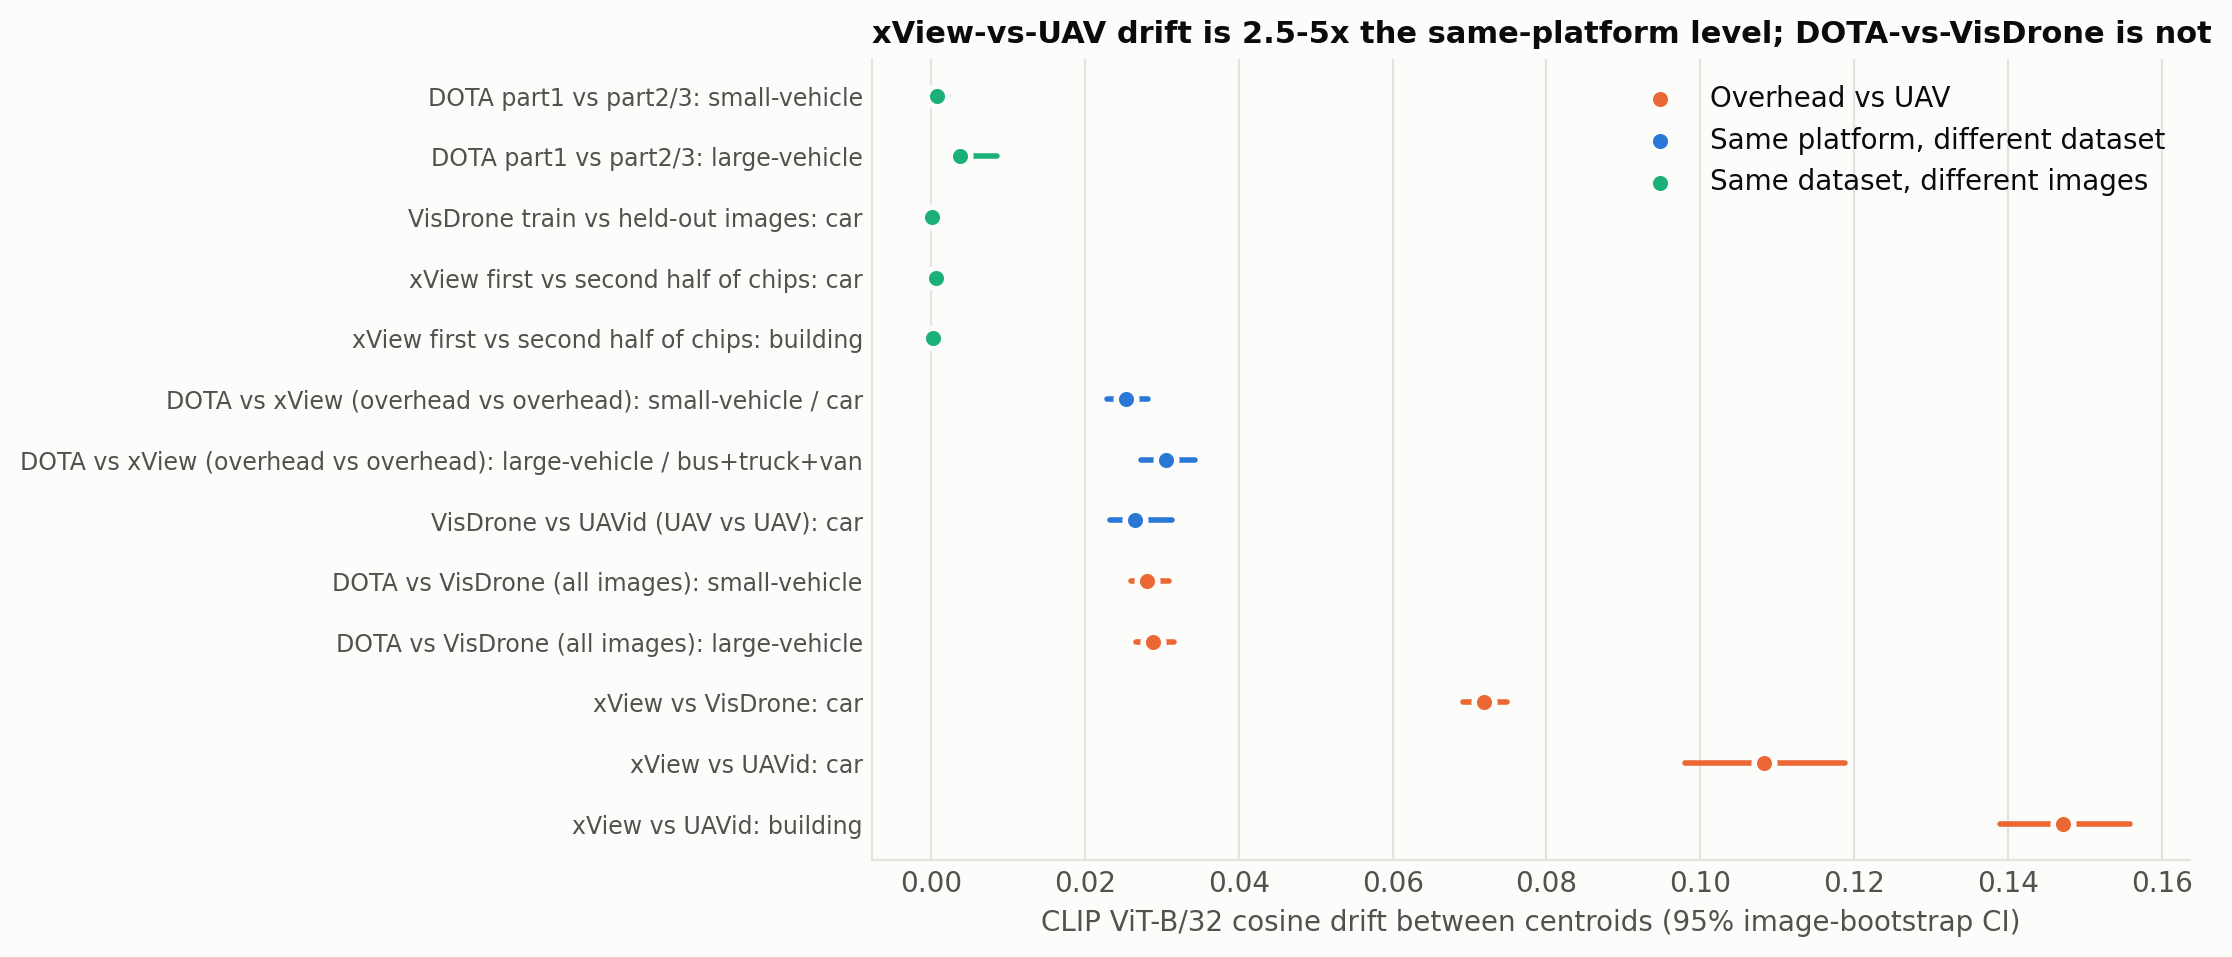 xView-vs-UAV drift is 2.5-5x the same-platform level; DOTA-vs-VisDrone is not
Overhead vs UAV
Same platform, different dataset
Same dataset, different images
DOTA part1 vs part2/3: small-vehicle
DOTA part1 vs part2/3: large-vehicle
VisDrone train vs held-out images: car
xView first vs second half of chips: car
xView first vs second half of chips: building
DOTA vs xView (overhead vs overhead): small-vehicle / car
DOTA vs xView (overhead vs overhead): large-vehicle / bus+truck+van
VisDrone vs UAVid (UAV vs UAV): car
DOTA vs VisDrone (all images): small-vehicle
DOTA vs VisDrone (all images): large-vehicle
xView vs VisDrone: car
xView vs UAVid: car
xView vs UAVid: building
0.00 0.02 0.04 0.06 0.08 0.10 0.12 0.14 0.16
CLIP ViT-B/32 cosine drift between centroids (95% image-bootstrap CI)